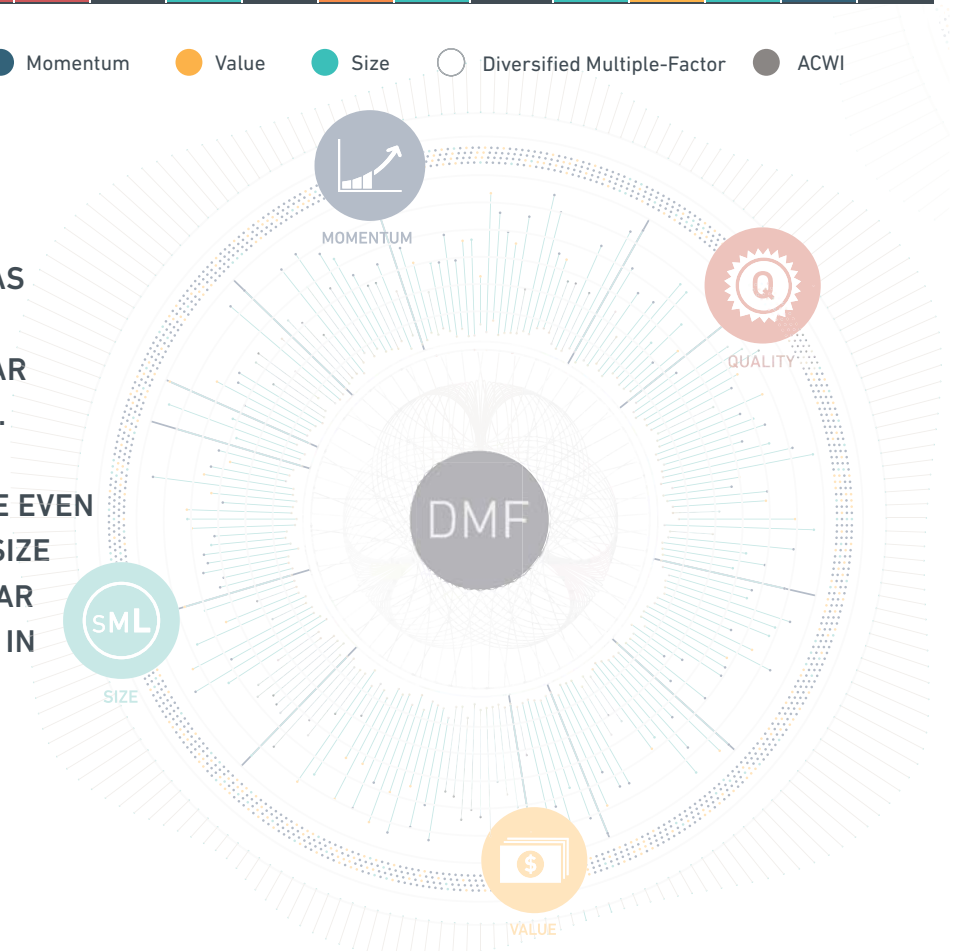 Momentum Value Size Diversified Multiple-Factor ACWI
MOMENTUM
Q
QUALITY
AS
AR
DMF
E EVEN
SIZE
AR
IN
SML
SIZE
$
VALUE